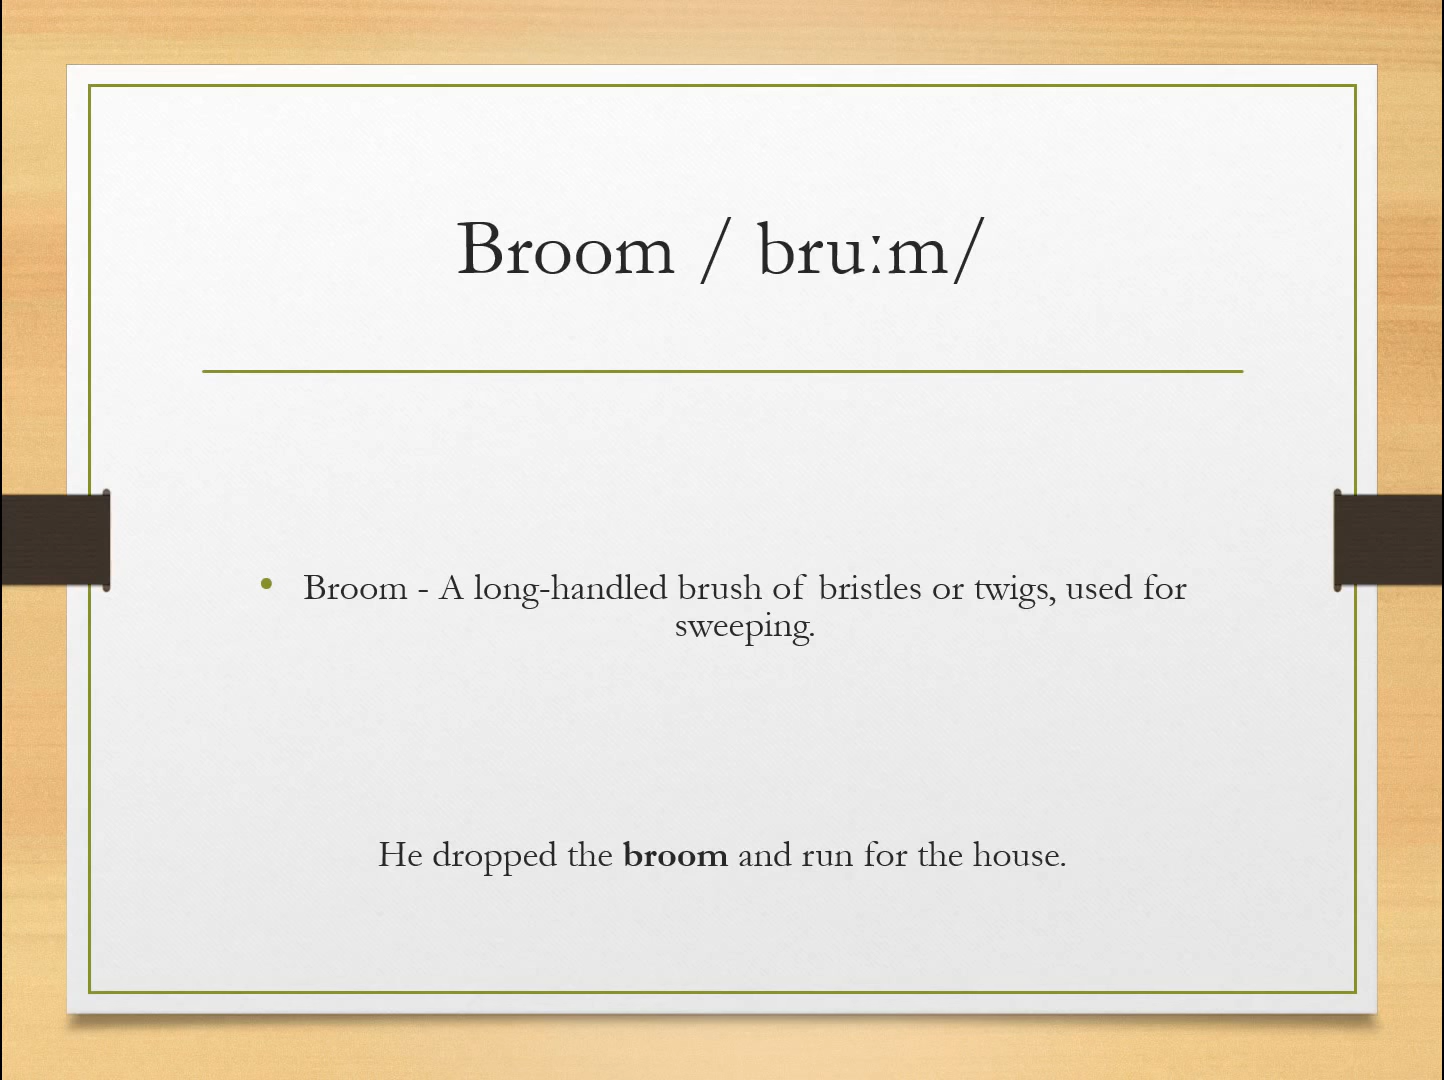 Broom / bruːm/
• Broom - A long-handled brush of bristles or twigs, used for
sweeping.
He dropped the broom and run for the house.